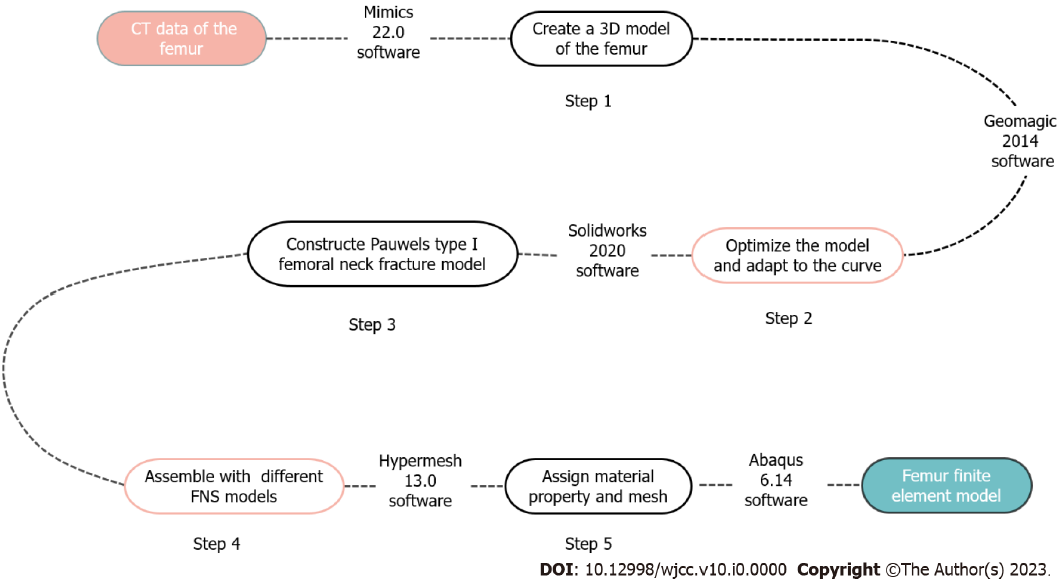 CT data of the
femur
Mimics
22.0
software
Create a 3D model
of the femur
Step 1
Geomagic
2014
software
Optimize the model
and adapt to the curve
Step 2
Solidworks
2020
software
Constructe Pauwels type I
femoral neck fracture model
Step 3
Assemble with different
FNS models
Step 4
Hypermesh
13.0
software
Assign material
property and mesh
Step 5
Abaqus
6.14
software
Femur finite
element model
DOI: 10.12998/wjcc.v10.i0.0000 Copyright ©The Author(s) 2023.